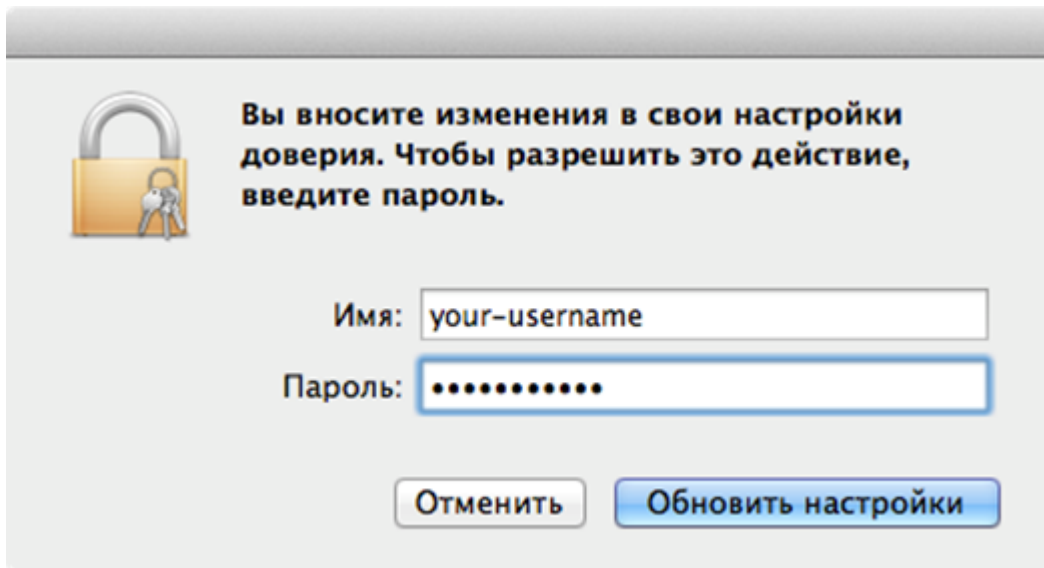 Вы вносите изменения в свои настройки
доверия. Чтобы разрешить это действие,
введите пароль.
Имя: your-username
Пароль: •••••••••••
Отменить Обновить настройки